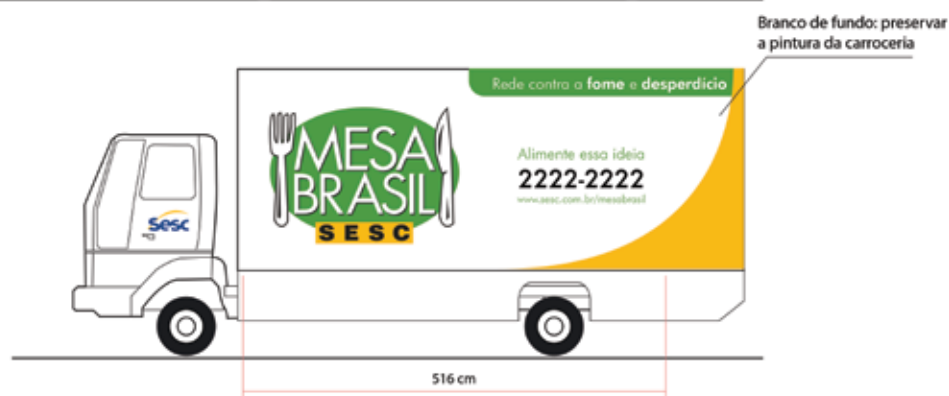 Branco de fundo: preservar
a pintura da carroceria
Rede contra a fome e desperdício
MESA
BRASIL
SESC
Alimente essa ideia
2222-2222
www.sesc.com.br/mesabrasil
Sesc
516 cm